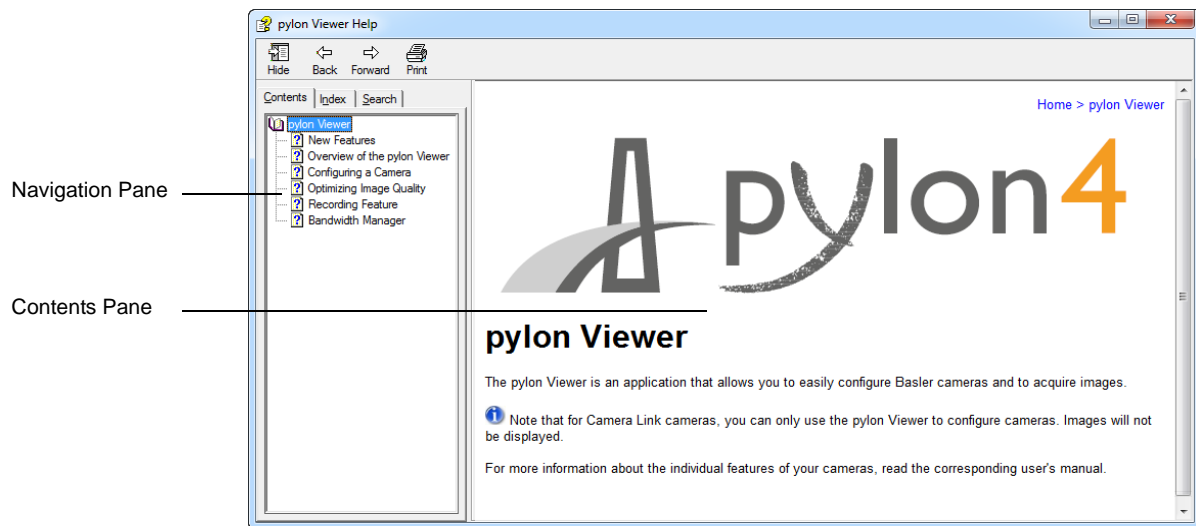 pylon Viewer Help
Hide Back Forward Print
Contents Index Search
pylon Viewer
New Features
Overview of the pylon Viewer
Configuring a Camera
Optimizing Image Quality
Recording Feature
Bandwidth Manager
Navigation Pane
Contents Pane
Home > pylon Viewer
pylon4
pylon Viewer
The pylon Viewer is an application that allows you to easily configure Basler cameras and to acquire images.
Note that for Camera Link cameras, you can only use the pylon Viewer to configure cameras. Images will not
be displayed.
For more information about the individual features of your cameras, read the corresponding user's manual.